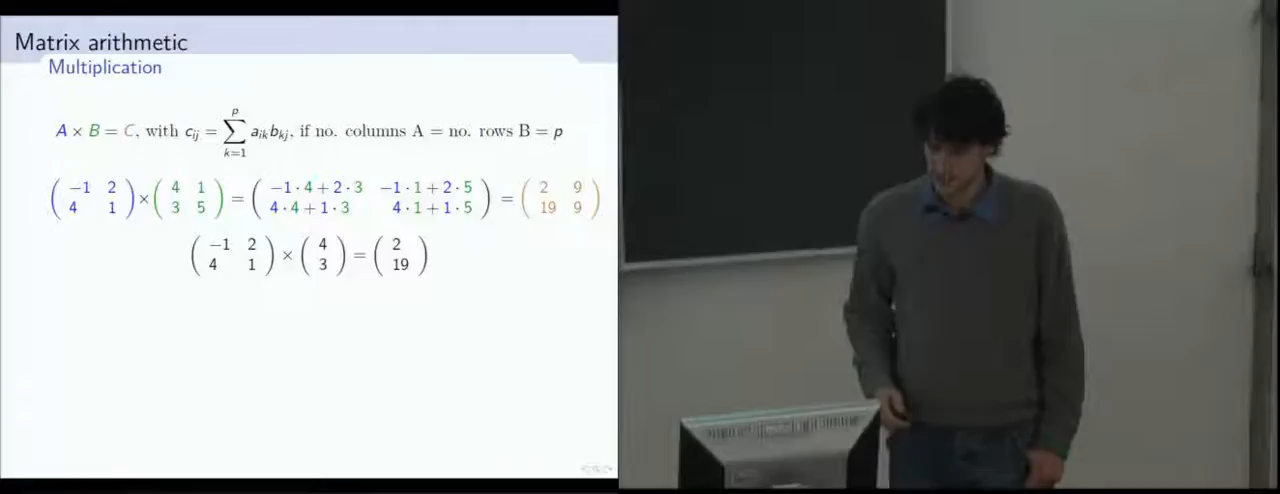 Matrix arithmetic
Multiplication
A × B = C, with c_ij = ∑_{k=1}^{p} a_ik b_kj, if no. columns A = no. rows B = p
( −1 2 ; 4 1 ) × ( 4 1 ; 3 5 ) = ( −1 · 4 + 2 · 3 −1 · 1 + 2 · 5 ; 4 · 4 + 1 · 3 4 · 1 + 1 · 5 ) = ( 2 9 ; 19 9 )
( −1 2 ; 4 1 ) × ( 4 ; 3 ) = ( 2 ; 19 )